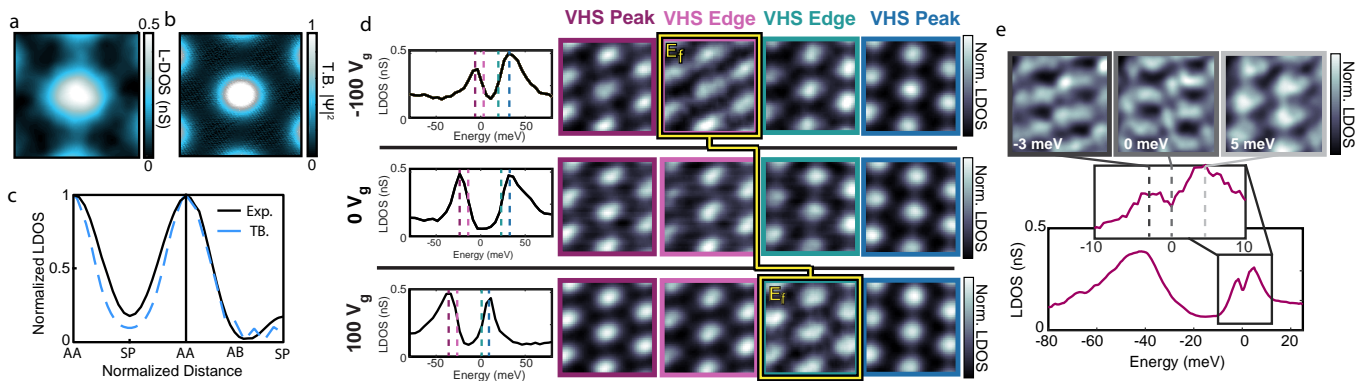 a
0.5
L-DOS (nS)
0
b
1
T.B. |Ψ|²
0
c
Normalized LDOS
1
0.5
0
Exp.
TB.
AA
SP
AA
AB
SP
Normalized Distance
d
VHS Peak
VHS Edge
VHS Edge
VHS Peak
-100 Vg
LDOS (nS)
0.5
0
-50
0
50
Energy (meV)
Ef
Norm. LDOS
0 Vg
LDOS (nS)
0.5
0
-50
0
50
Energy (meV)
Norm. LDOS
100 Vg
LDOS (nS)
0.5
0
-50
0
50
Energy (meV)
Ef
Norm. LDOS
e
-3 meV
0 meV
5 meV
Norm. LDOS
-10
0
10
LDOS (nS)
0.5
0
-80
-60
-40
-20
0
20
Energy (meV)